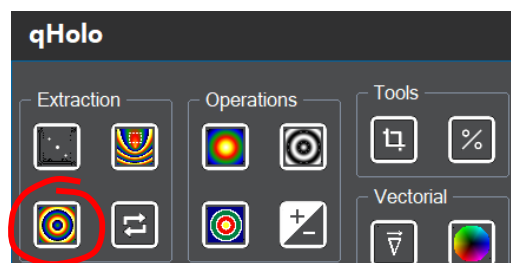 qHolo
Extraction
Operations
Tools
%
+
−
Vectorial